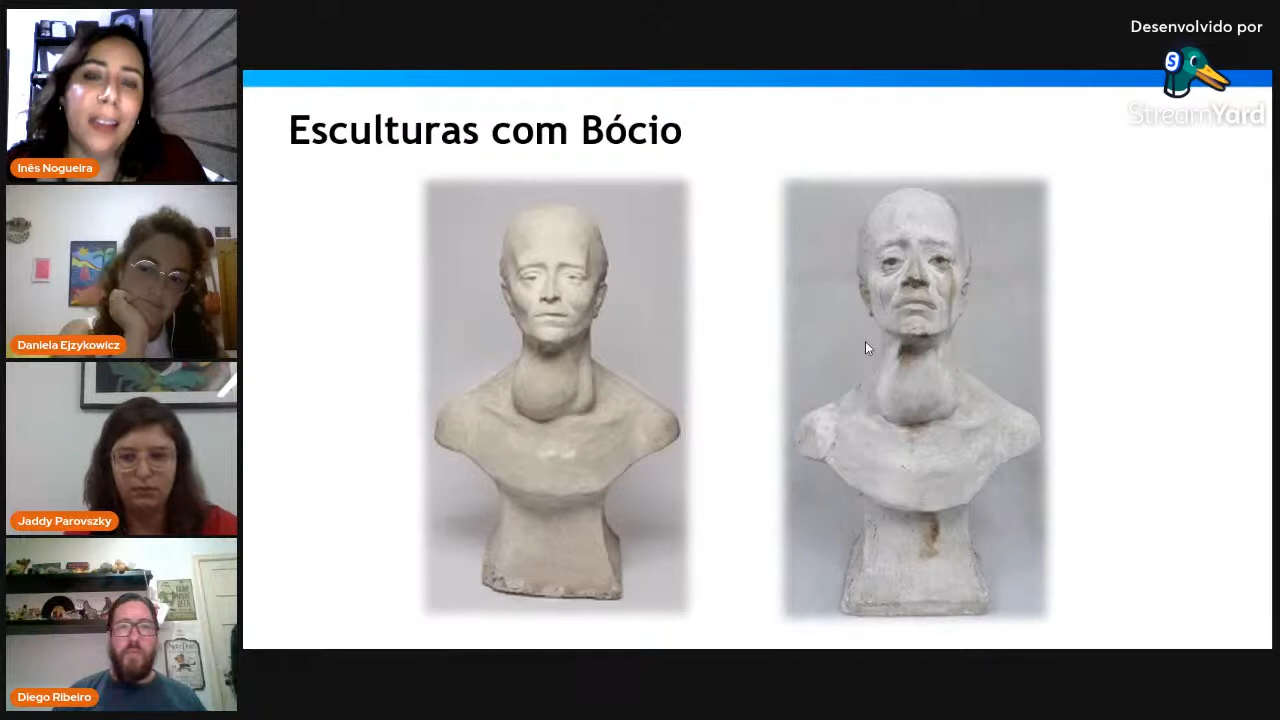 Desenvolvido por
StreamYard
Esculturas com Bócio
Inês Nogueira
Daniela Ejzykowicz
Jaddy Parovszky
Diego Ribeiro